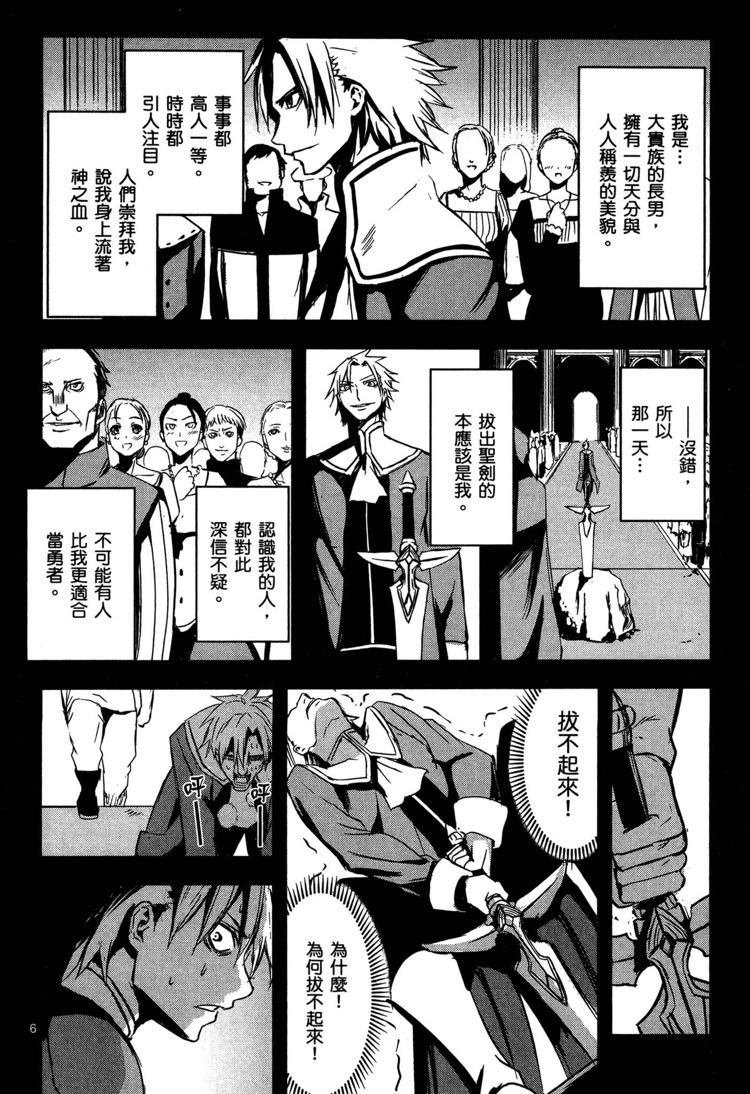 我是…
大貴族的長男，
擁有一切天分與
人人稱羨的美貌。
事事都
高人一等。
時時都
引人注目。
人們崇拜我，
說我身上流著
神之血。
——沒錯，
所以
那一天…
拔出聖劍的
本應該是我。
認識我的人，
都對此
深信不疑。
不可能有人
比我更適合
當勇者。
拔不起來！
為什麼！
為何拔不起來！
呼——
呼——
6